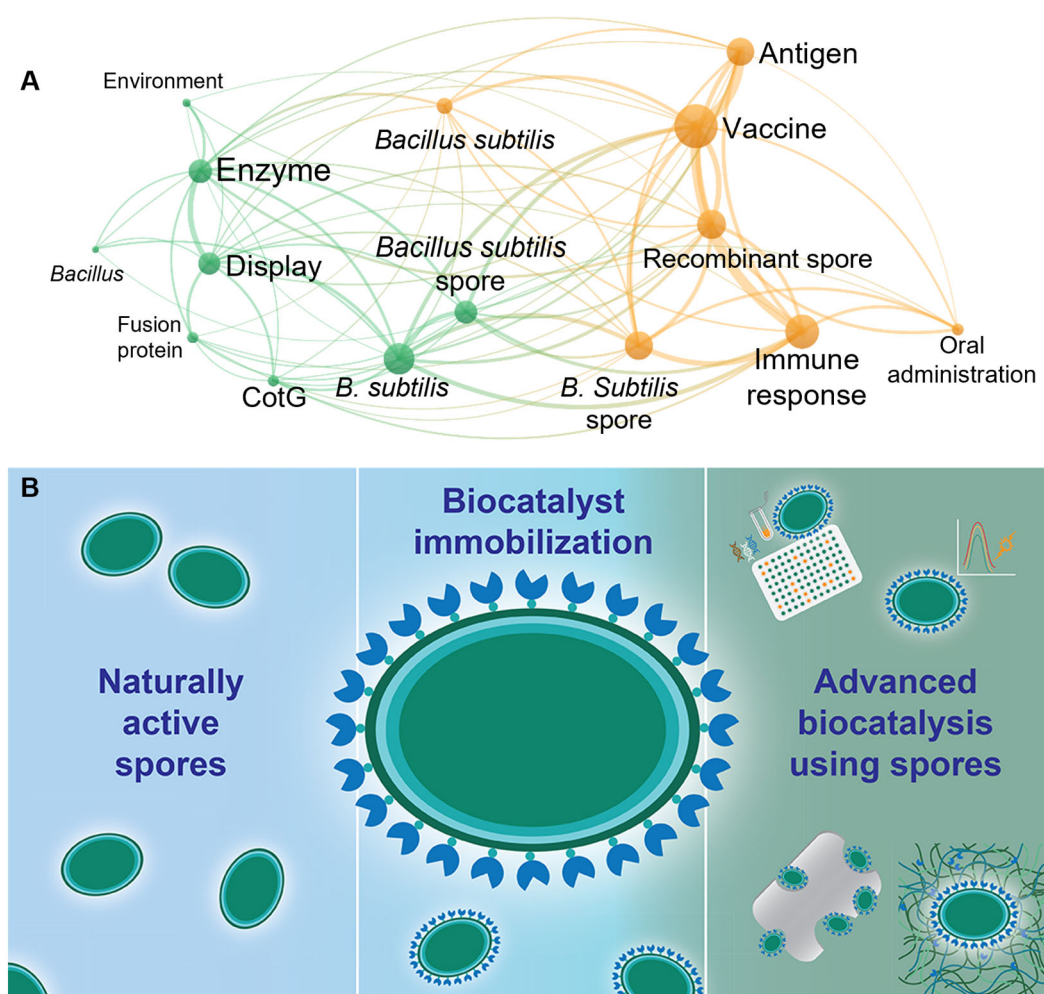 A
Environment
Antigen
Bacillus subtilis
Vaccine
Enzyme
Bacillus subtilis
spore
Recombinant spore
Bacillus
Display
Fusion
protein
CotG
B. subtilis
B. Subtilis
spore
Immune
response
Oral
administration
B
Naturally
active
spores
Biocatalyst
immobilization
Advanced
biocatalysis
using spores